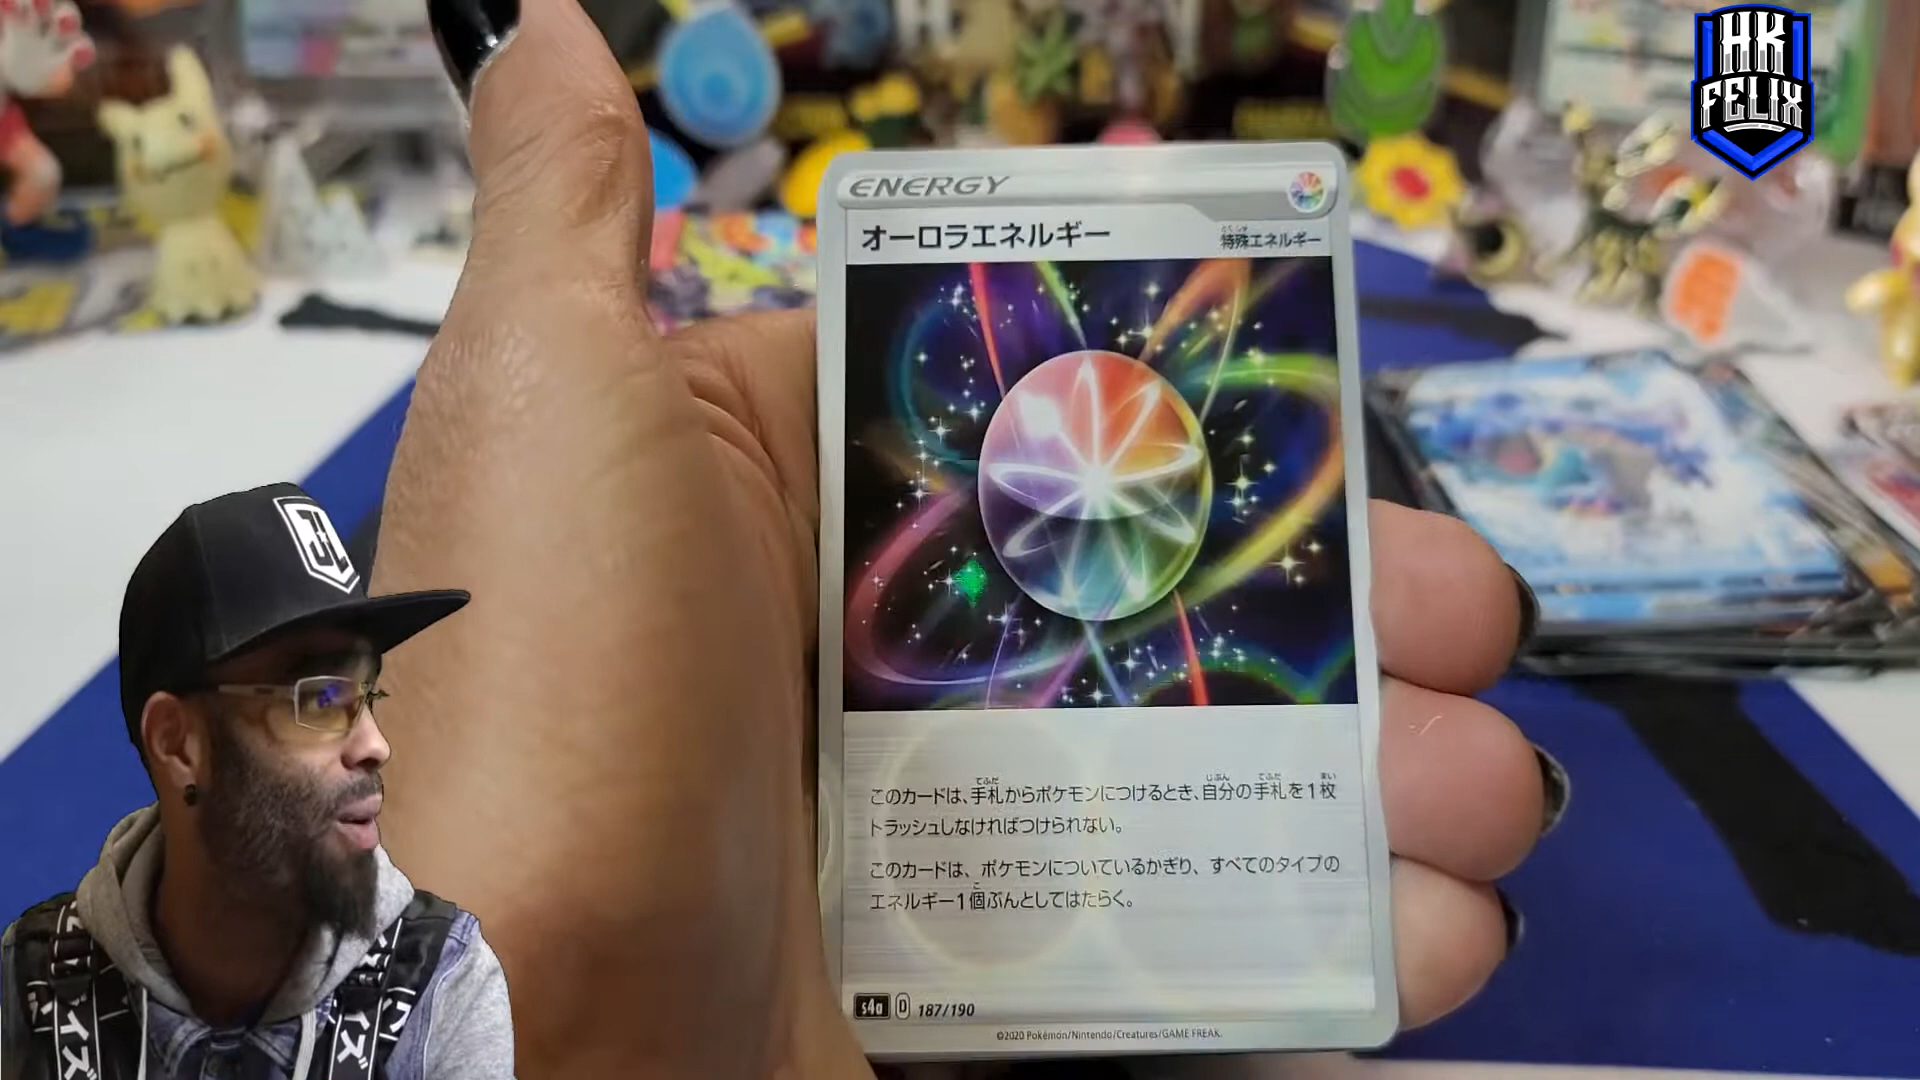 HK
FELIX
ENERGY
オーロラエネルギー
とくしゅ
特殊エネルギー
てふだ じぶん てふだ まい
このカードは、手札からポケモンにつけるとき、自分の手札を1枚
トラッシュしなければつけられない。
このカードは、ポケモンについているかぎり、すべてのタイプの
こ
エネルギー1個ぶんとしてはたらく。
s4a D 187/190
©2020 Pokémon/Nintendo/Creatures/GAME FREAK.
JL
イズ
イズ